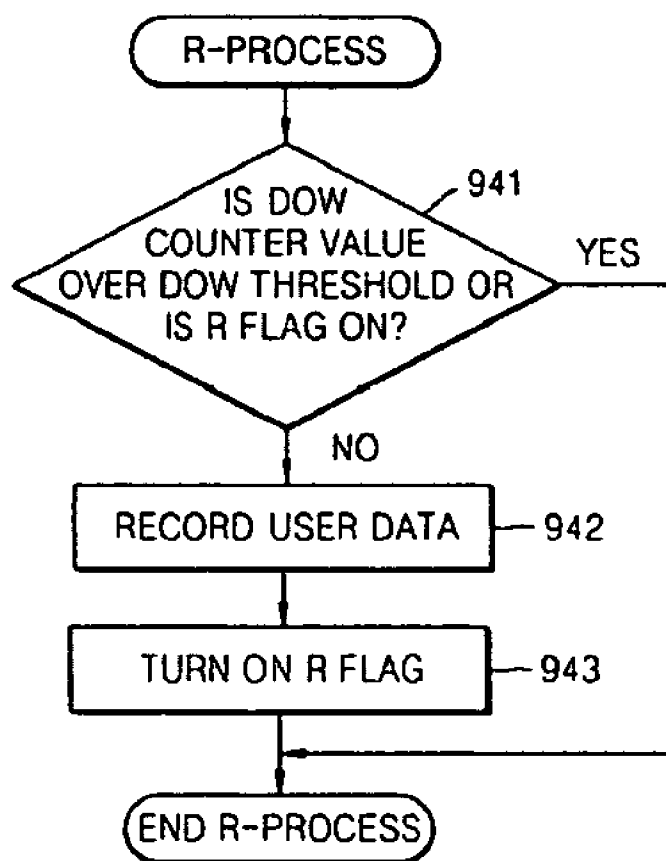 R-PROCESS
941
IS DOW
COUNTER VALUE
OVER DOW THRESHOLD OR
IS R FLAG ON?
YES
NO
RECORD USER DATA
942
TURN ON R FLAG
943
END R-PROCESS